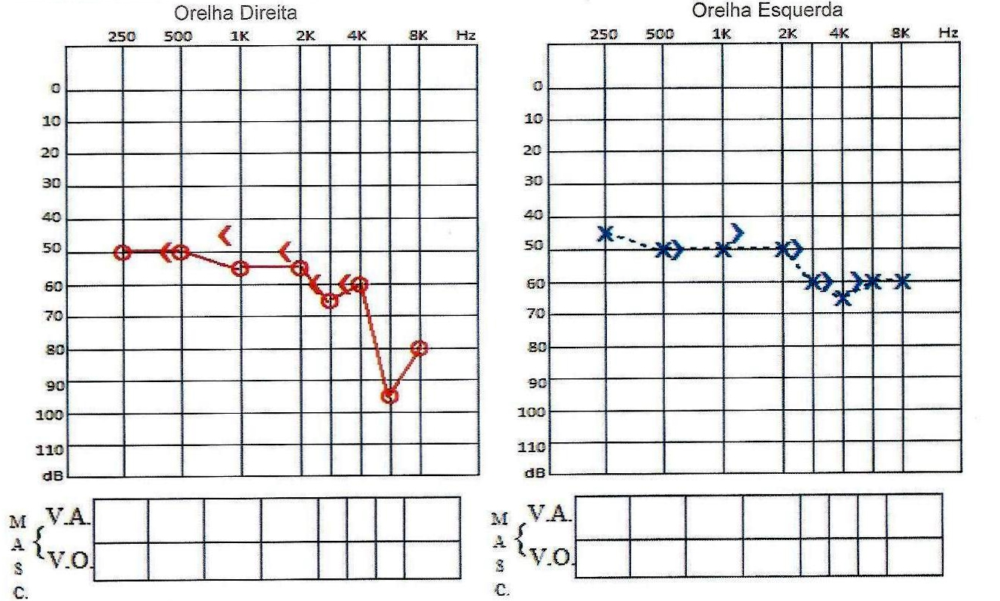 Orelha Direita
250 500 1K 2K 4K 8K Hz
0
10
20
30
40
50
60
70
80
90
100
110
dB
M
A
S
C.
{
V.A.
V.O.
Orelha Esquerda
250 500 1K 2K 4K 8K Hz
0
10
20
30
40
50
60
70
80
90
100
110
dB
M
A
S
C.
{
V.A.
V.O.